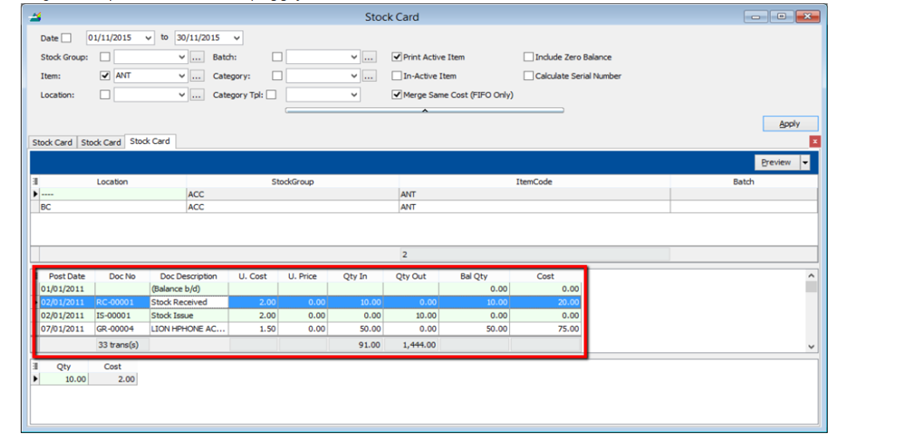 Stock Card
Date 01/11/2015 to 30/11/2015
Stock Group: ... Batch: ... Print Active Item Include Zero Balance
Item: ANT ... Category: ... In-Active Item Calculate Serial Number
Location: ... Category Tpl: Merge Same Cost (FIFO Only)
Apply
Stock Card Stock Card Stock Card
Preview
Location StockGroup ItemCode Batch
---- ACC ANT
BC ACC ANT
2
Post Date Doc No Doc Description U. Cost U. Price Qty In Qty Out Bal Qty Cost
01/01/2011 (Balance b/d) 0.00 0.00
02/01/2011 RC-00001 Stock Received 2.00 0.00 10.00 0.00 10.00 20.00
02/01/2011 IS-00001 Stock Issue 2.00 0.00 0.00 10.00 0.00 0.00
07/01/2011 GR-00004 LION HPHONE AC... 1.50 0.00 50.00 0.00 50.00 75.00
33 trans(s) 91.00 1,444.00
Qty Cost
10.00 2.00